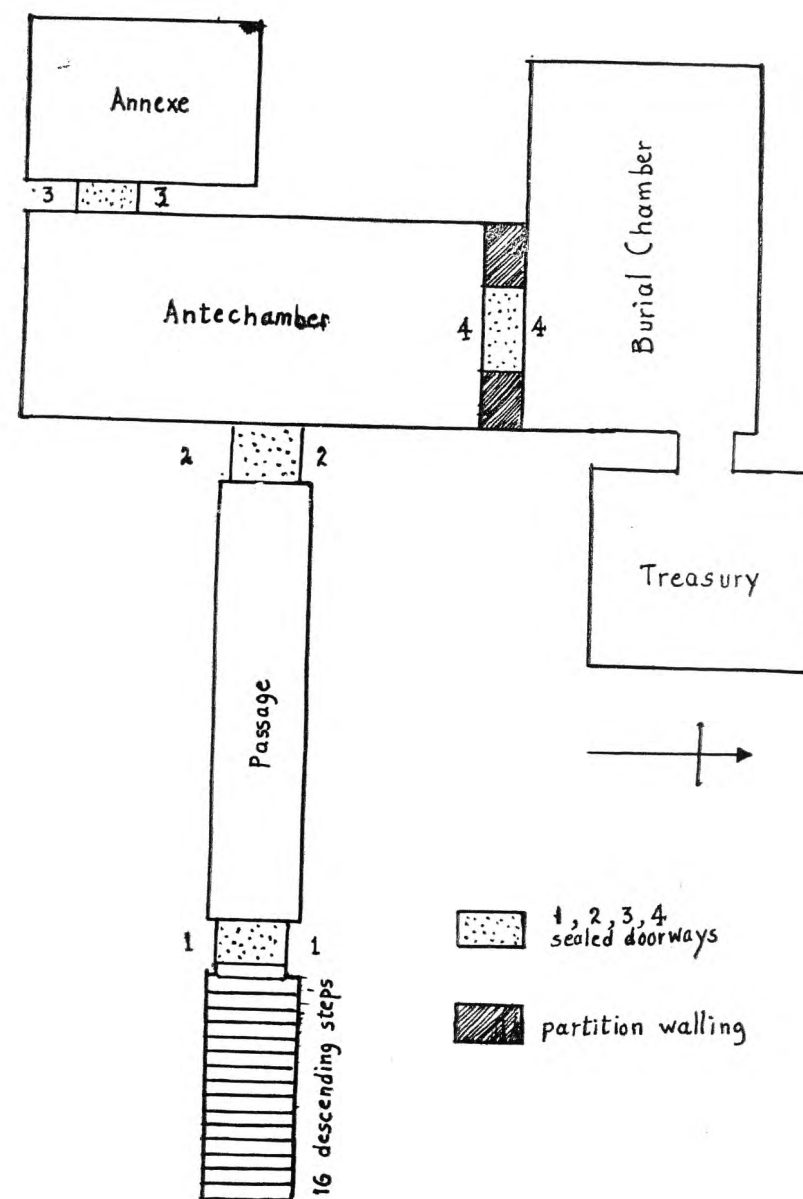 Annexe
3 3
Antechamber
4 4
Burial Chamber
2 2
Treasury
Passage
1 1
1, 2, 3, 4
sealed doorways
partition walling
16 descending steps